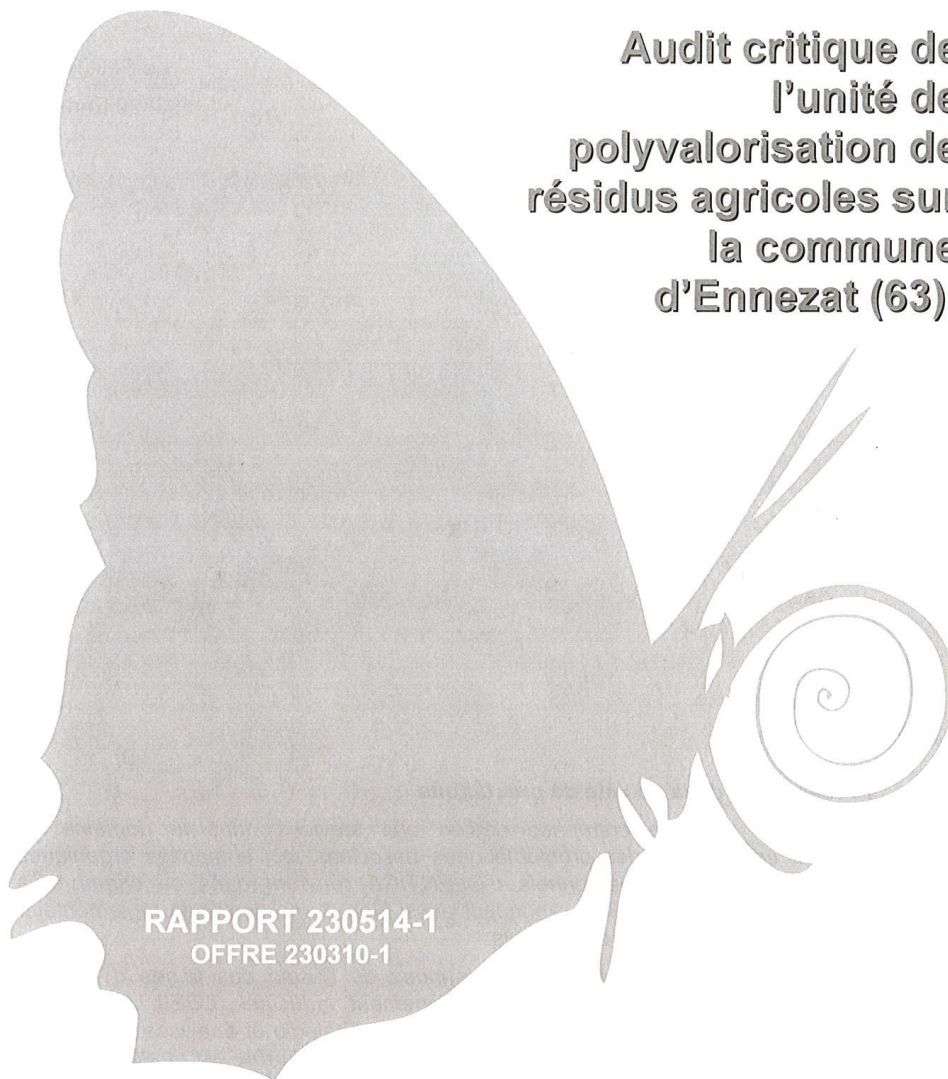 Audit critique de
l'unité de
polyvalorisation de
résidus agricoles sur
la commune
d'Ennezat (63)
RAPPORT 230514-1
OFFRE 230310-1